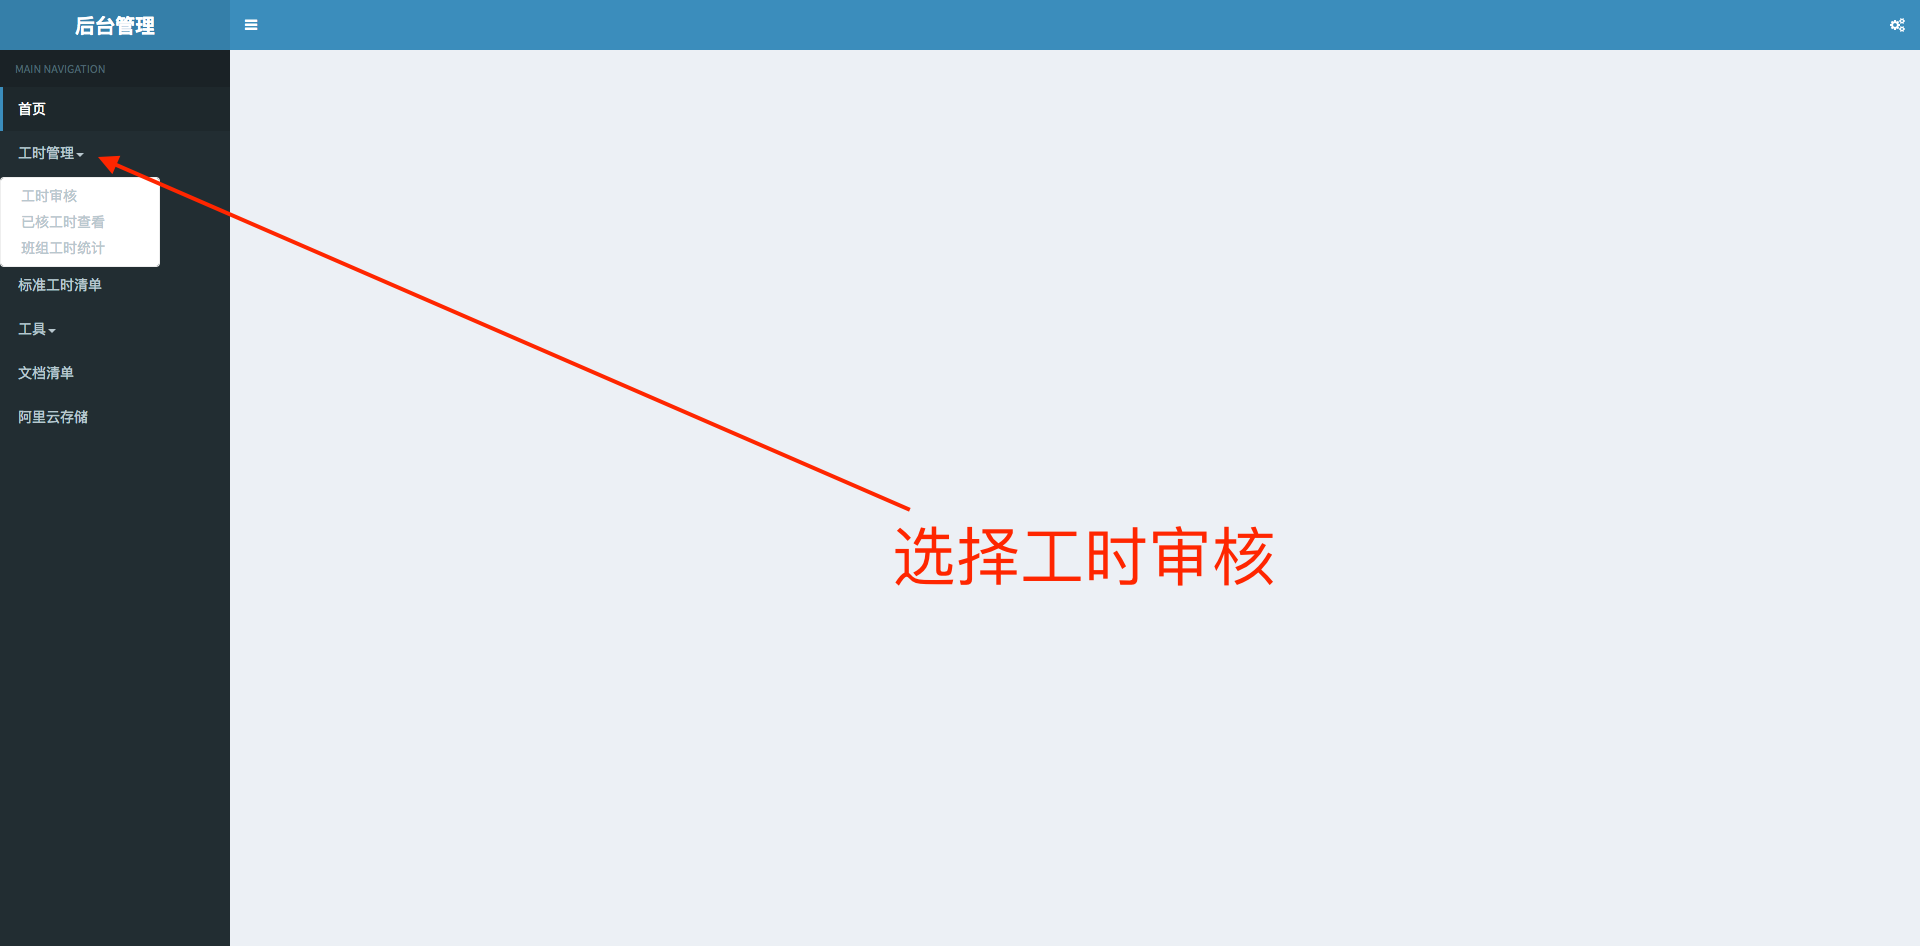 后台管理
MAIN NAVIGATION
首页
工时管理
工时审核
已核工时查看
班组工时统计
标准工时清单
工具
文档清单
阿里云存储
选择工时审核